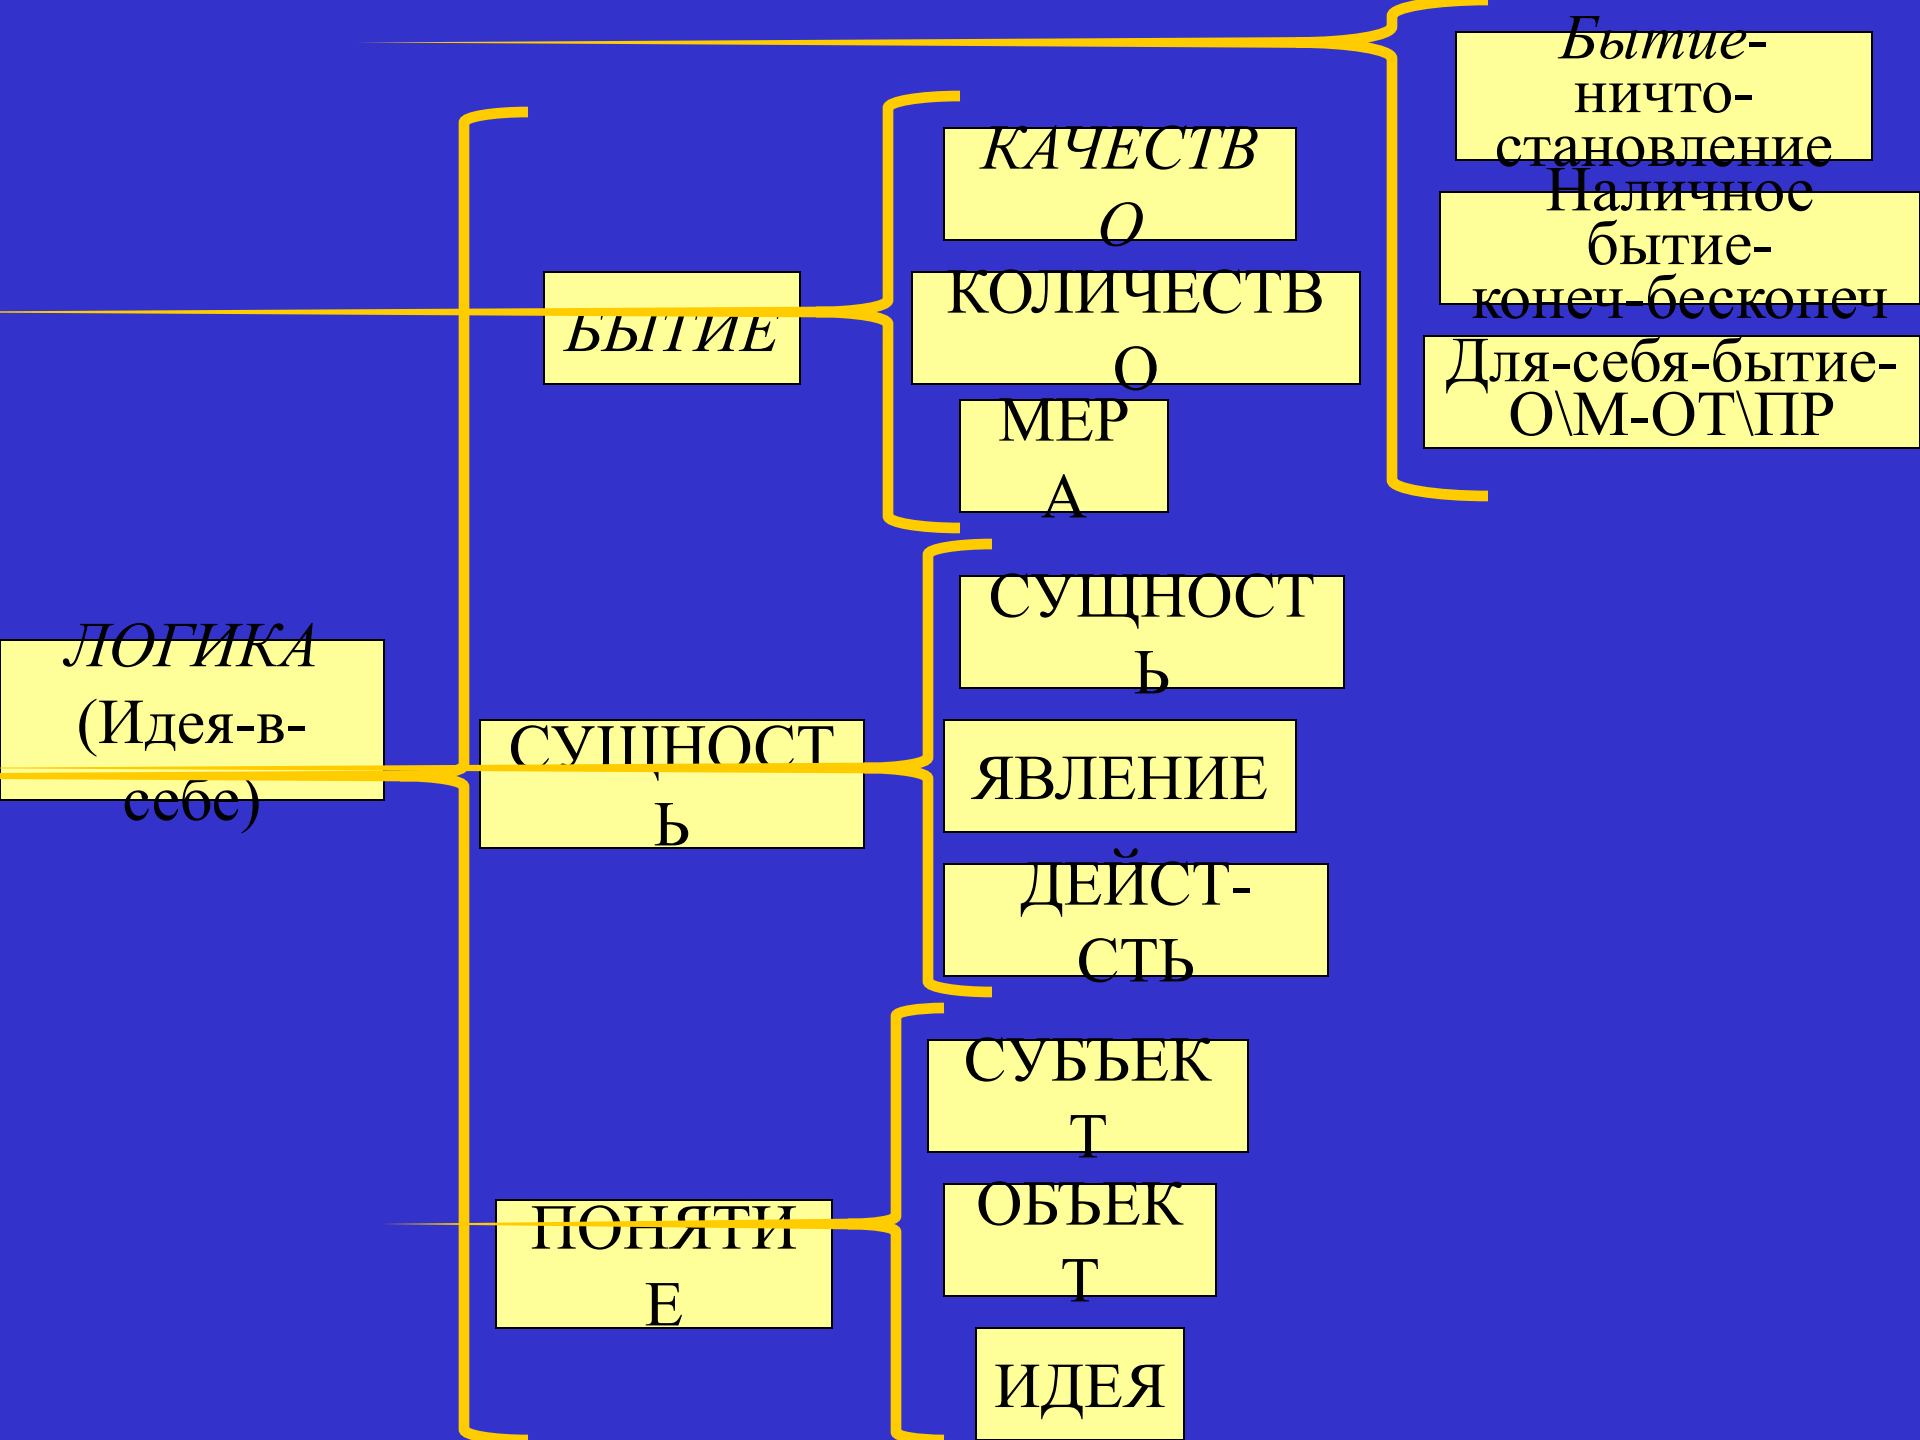 Бытие-
ничто-
становление
Наличное
бытие-
конеч-бесконеч
Для-себя-бытие-
О\М-ОТ\ПР
КАЧЕСТВ
О
КОЛИЧЕСТВ
О
МЕР
А
БЫТИЕ
СУЩНОСТ
Ь
ЯВЛЕНИЕ
ДЕЙСТ-
СТЬ
ЛОГИКА
(Идея-в-
себе)
СУЩНОСТ
Ь
СУБЪЕК
Т
ОБЪЕК
Т
ИДЕЯ
ПОНЯТИ
Е